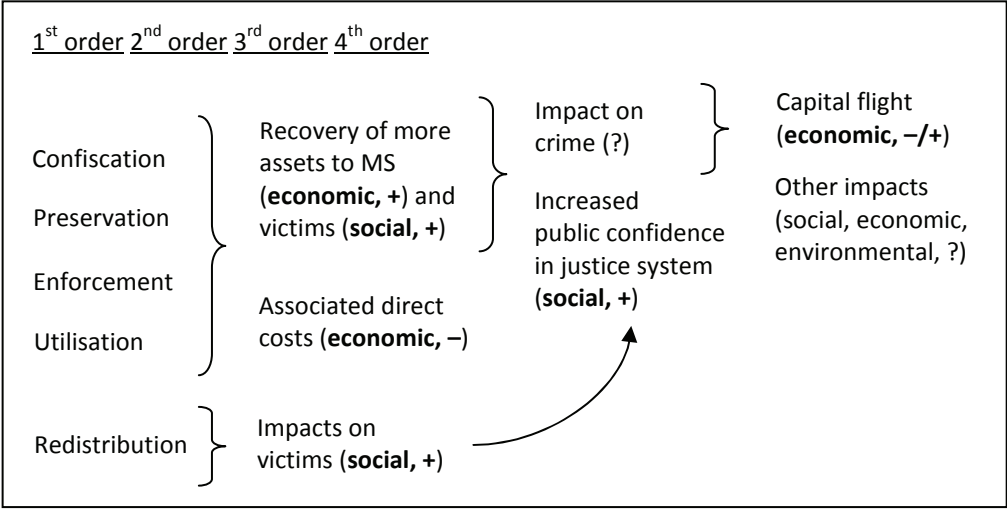 1st order 2nd order 3rd order 4th order
Confiscation
Preservation
Enforcement
Utilisation
Redistribution
Recovery of more
assets to MS
(economic, +) and
victims (social, +)
Associated direct
costs (economic, –)
Impacts on
victims (social, +)
Impact on
crime (?)
Increased
public confidence
in justice system
(social, +)
Capital flight
(economic, –/+)
Other impacts
(social, economic,
environmental, ?)